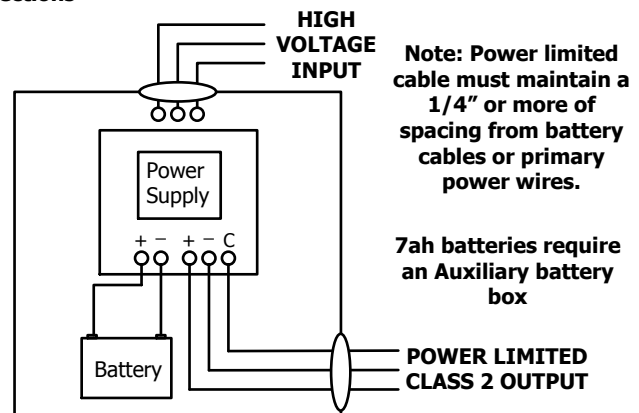 HIGH
VOLTAGE
INPUT
Note: Power limited
cable must maintain a
1/4″ or more of
spacing from battery
cables or primary
power wires.
Power
Supply
+ − + − C
7ah batteries require
an Auxiliary battery
box
Battery
POWER LIMITED
CLASS 2 OUTPUT